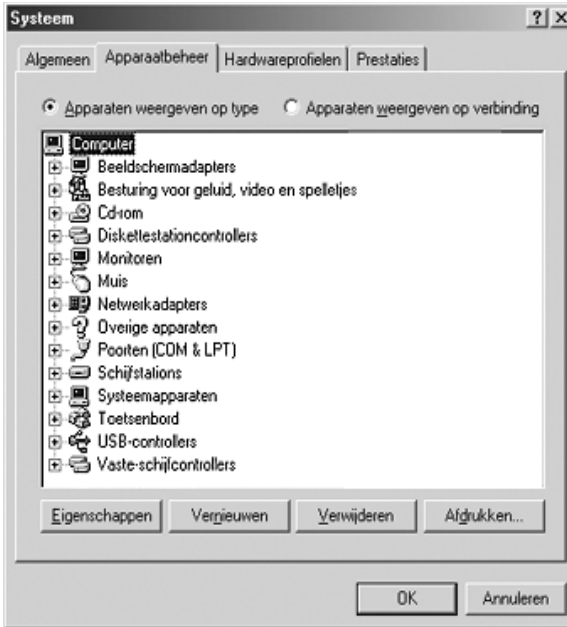 Systeem
Algemeen Apparaatbeheer Hardwareprofielen Prestaties
Apparaten weergeven op type Apparaten weergeven op verbinding
Computer
Beeldschermadapters
Besturing voor geluid, video en spelletjes
Cd-rom
Diskettestationcontrollers
Monitoren
Muis
Netwerkadapters
Overige apparaten
Poorten (COM & LPT)
Schijfstations
Systeemapparaten
Toetsenbord
USB-controllers
Vaste-schijfcontrollers
Eigenschappen Vernieuwen Verwijderen Afdrukken...
OK Annuleren